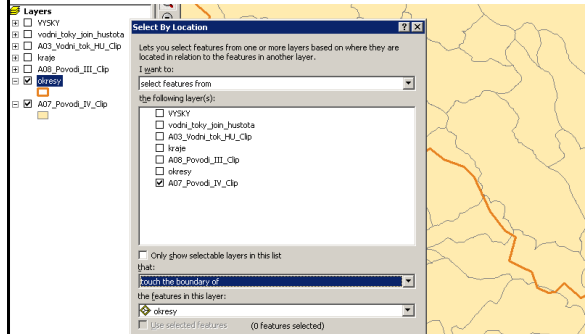 Layers
VYSKY
vodni_toky_join_hustota
A03_Vodni_tok_HU_Clip
kraje
A08_Povodi_III_Clip
okresy
A07_Povodi_IV_Clip
Select By Location
Lets you select features from one or more layers based on where they are
located in relation to the features in another layer.
I want to:
select features from
the following layer(s):
VYSKY
vodni_toky_join_hustota
A03_Vodni_tok_HU_Clip
kraje
A08_Povodi_III_Clip
okresy
A07_Povodi_IV_Clip
Only show selectable layers in this list
that:
touch the boundary of
the features in this layer:
okresy
Use selected features (0 features selected)